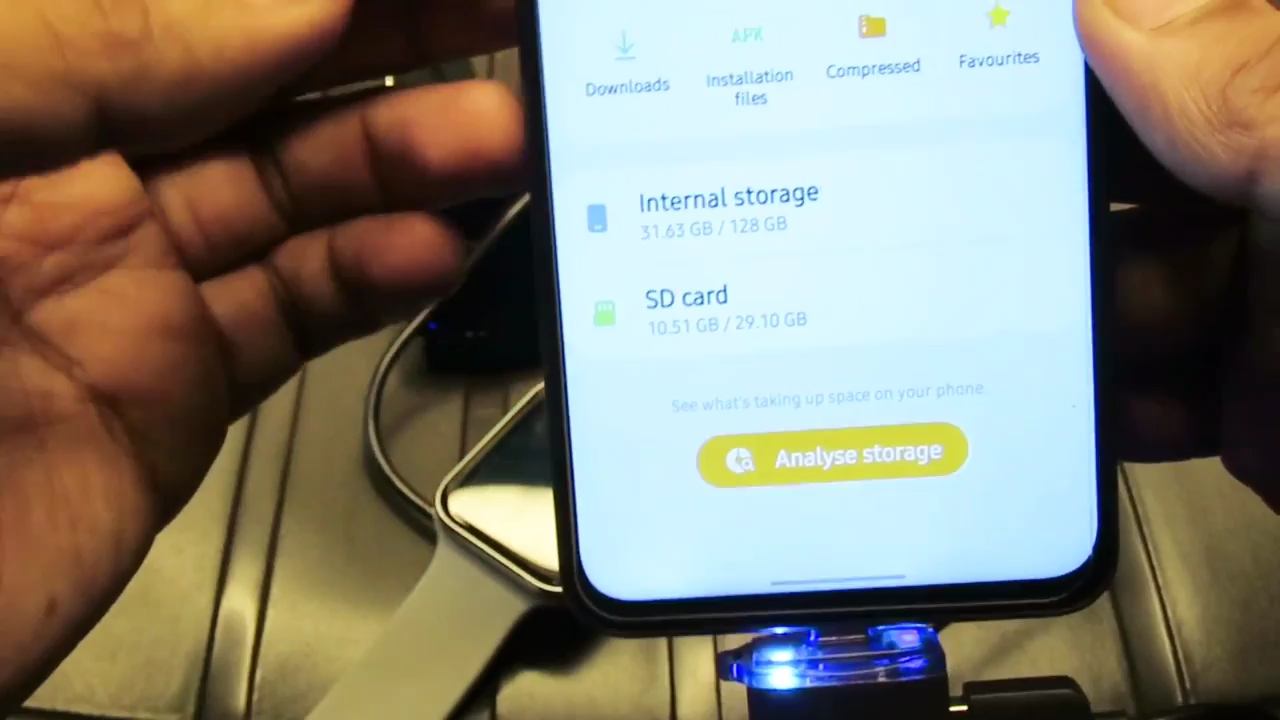 Downloads
APK
Installation
files
Compressed
Favourites
Internal storage
31.63 GB / 128 GB
SD card
10.51 GB / 29.10 GB
See what's taking up space on your phone.
Analyse storage